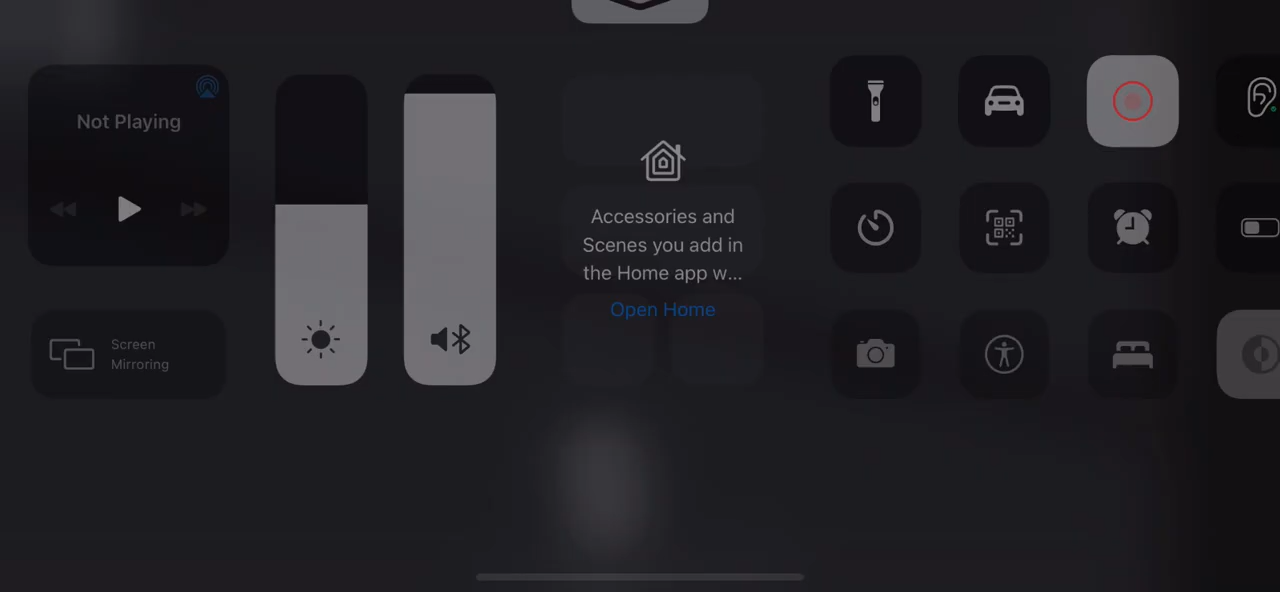 Not Playing
Screen
Mirroring
Accessories and
Scenes you add in
the Home app w...
Open Home